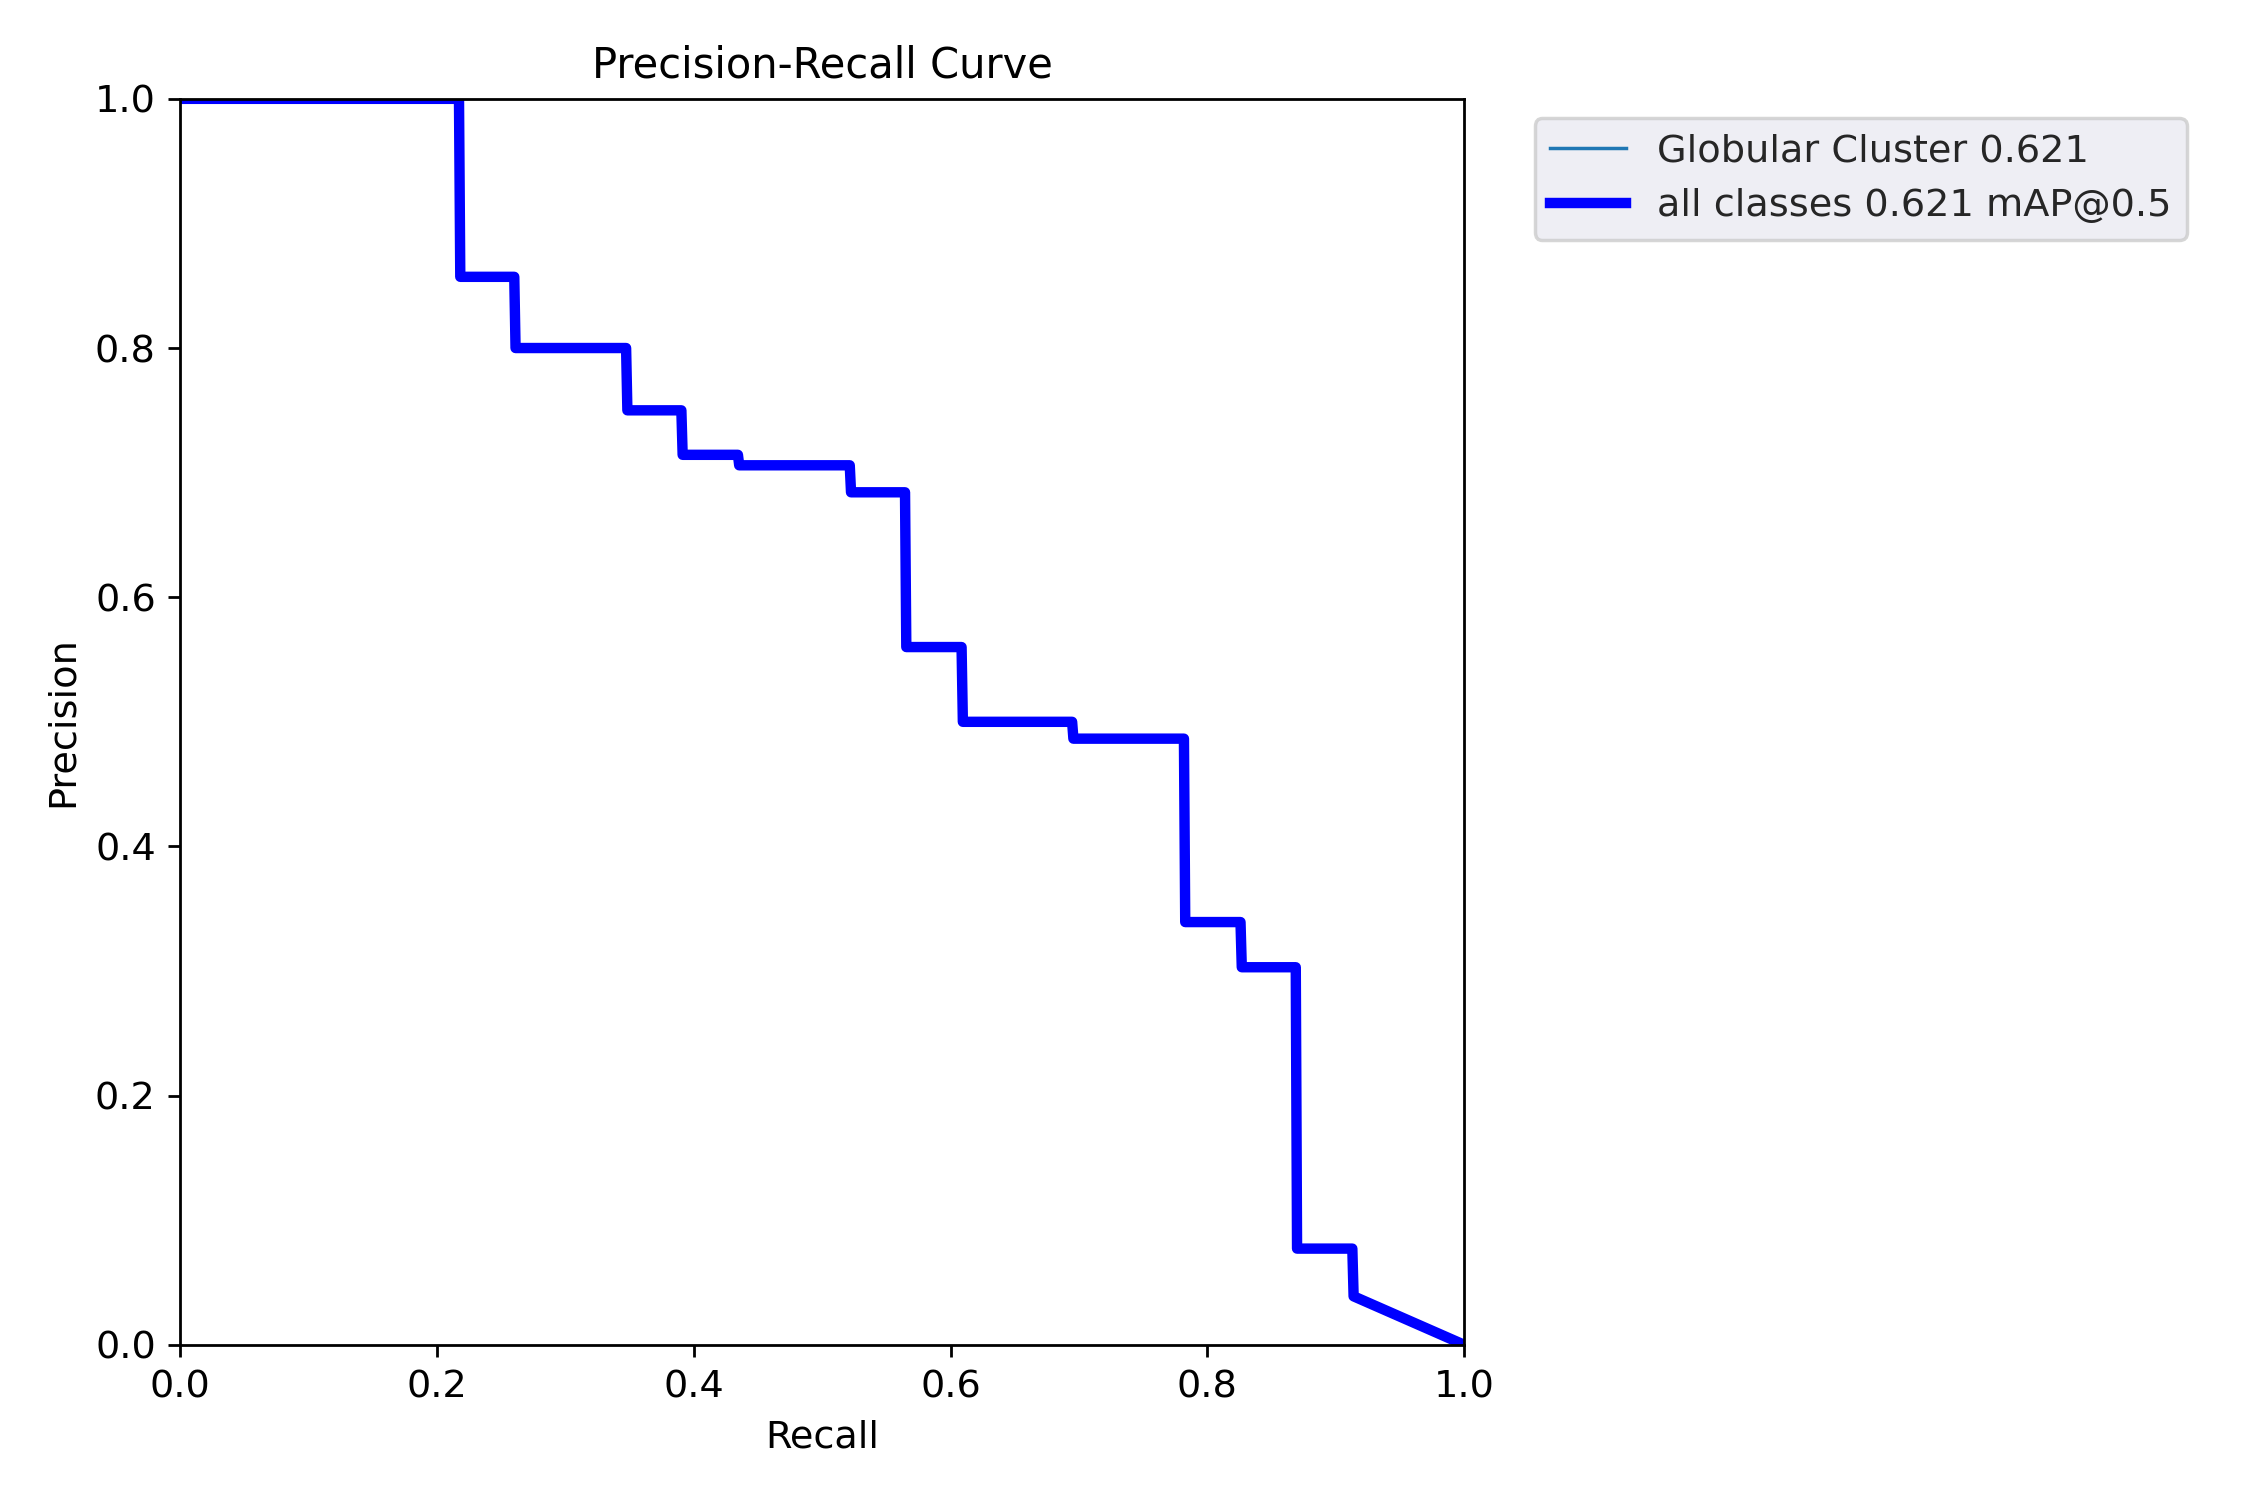 Precision-Recall Curve
1.0
0.8
0.6
0.4
0.2
0.0
Precision
0.0 0.2 0.4 0.6 0.8 1.0
Recall
Globular Cluster 0.621
all classes 0.621 mAP@0.5